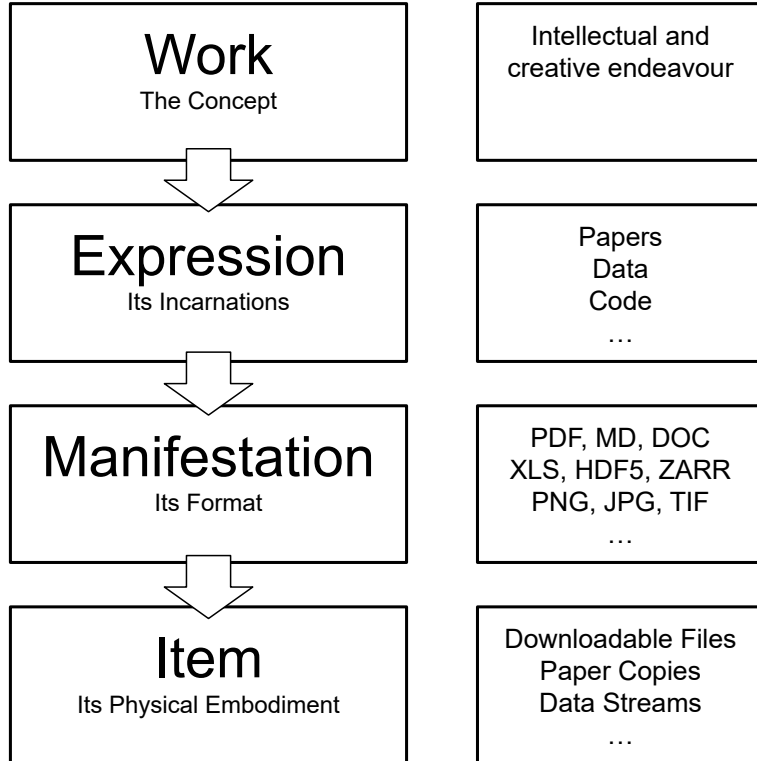 Work
The Concept
Intellectual and
creative endeavour
Expression
Its Incarnations
Papers
Data
Code
…
Manifestation
Its Format
PDF, MD, DOC
XLS, HDF5, ZARR
PNG, JPG, TIF
…
Item
Its Physical Embodiment
Downloadable Files
Paper Copies
Data Streams
…